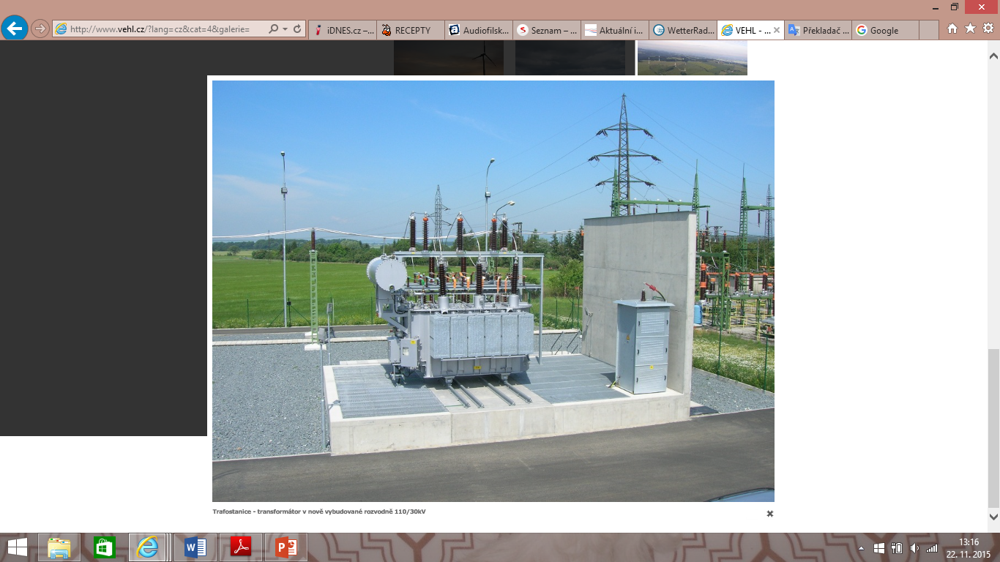 http://www.vehl.cz/?lang=cz&cat=4&galerie=
iDNES.cz –...
RECEPTY
Audiofilsk...
Seznam – ...
Aktuální i...
WetterRad...
VEHL - ...
Překladač ...
Google
Trafostanice - transformátor v nově vybudované rozvodně 110/30kV
13:16
22. 11. 2015